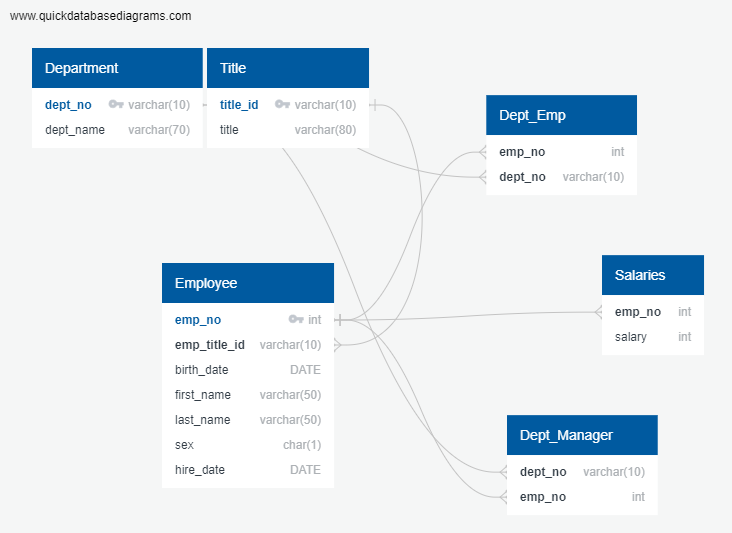 www.quickdatabasediagrams.com
Department
dept_no varchar(10)
dept_name varchar(70)
Title
title_id varchar(10)
title varchar(80)
Dept_Emp
emp_no int
dept_no varchar(10)
Employee
emp_no int
emp_title_id varchar(10)
birth_date DATE
first_name varchar(50)
last_name varchar(50)
sex char(1)
hire_date DATE
Salaries
emp_no int
salary int
Dept_Manager
dept_no varchar(10)
emp_no int